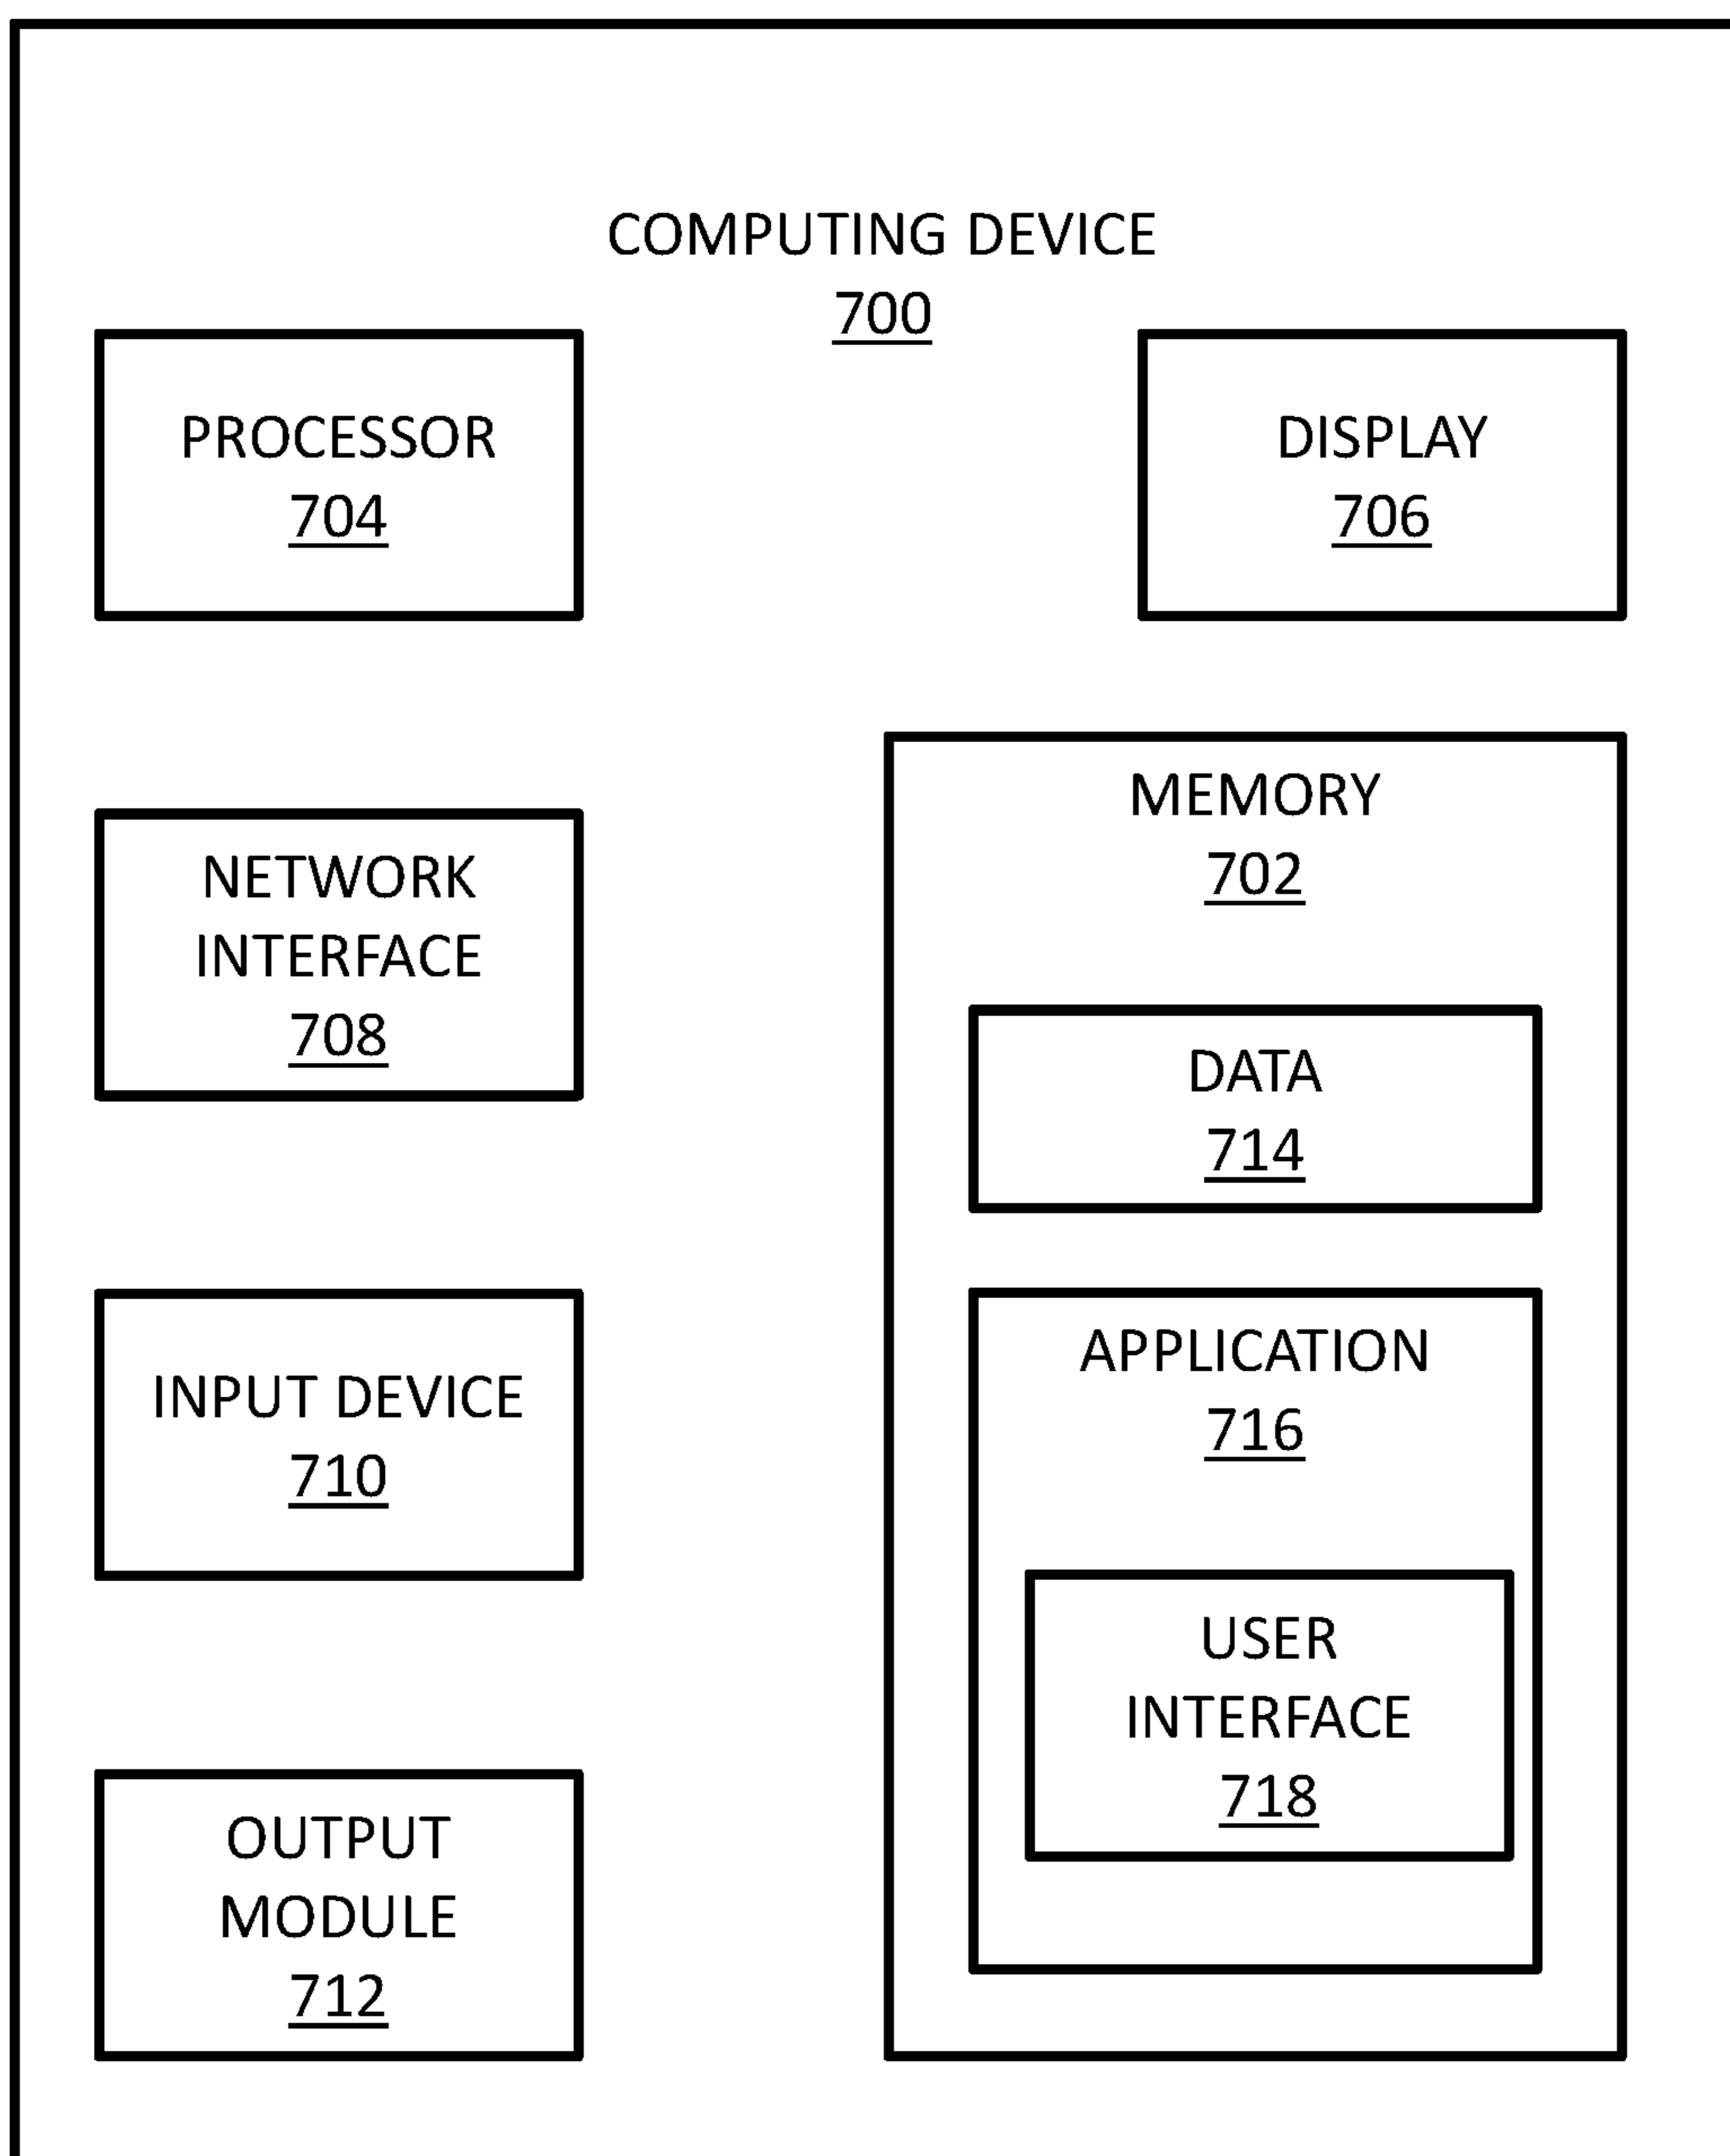 COMPUTING DEVICE
700
PROCESSOR
704
DISPLAY
706
NETWORK
INTERFACE
708
MEMORY
702
DATA
714
INPUT DEVICE
710
APPLICATION
716
USER
INTERFACE
718
OUTPUT
MODULE
712